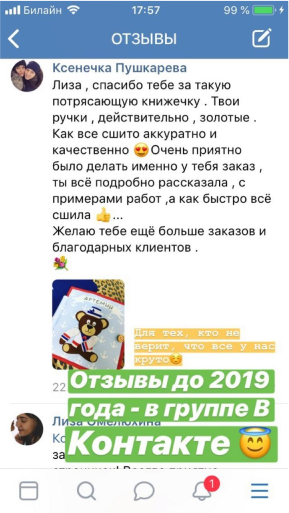 Билайн 17:57 99 %
ОТЗЫВЫ
Ксенечка Пушкарева
Лиза , спасибо тебе за такую
потрясающую книжечку . Твои
ручки , действительно , золотые .
Как все сшито аккуратно и
качественно 😍Очень приятно
было делать именно у тебя заказ ,
ты всё подробно рассказала , с
примерами работ ,а как быстро всё
сшила 👍...
Желаю тебе ещё больше заказов и
благодарных клиентов .
💐
АРТЕМИЙ
Для тех, кто не
верит, что все у нас
круто😉
22
Отзывы до 2019
года - в группе В
Контакте 😇
Лиза Омелюхина
Кс
за
1